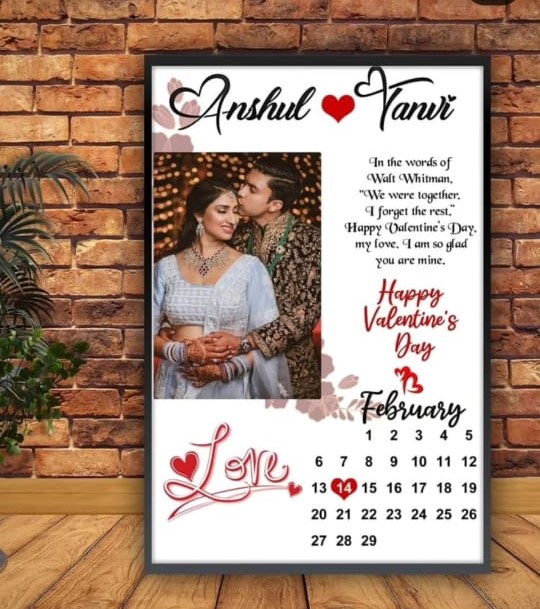 Anshul Tanvi
In the words of
Walt Whitman,
"We were together.
I forget the rest."
Happy Valentine's Day,
my love. I am so glad
you are mine.
Happy
Valentine's
Day
February
1 2 3 4 5
6 7 8 9 10 11 12
13 14 15 16 17 18 19
20 21 22 23 24 25 26
27 28 29
Love